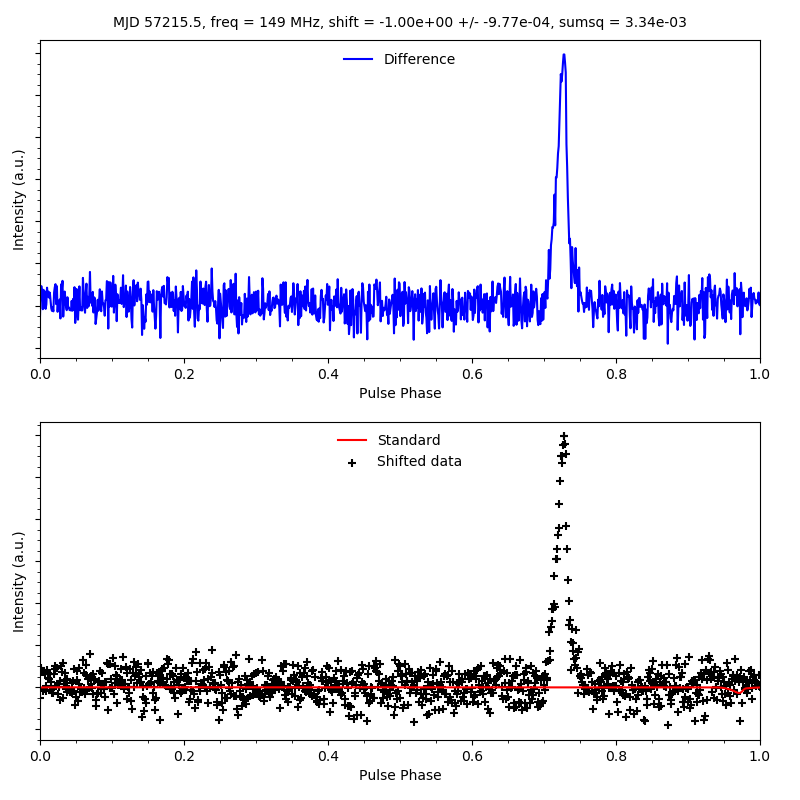 MJD 57215.5, freq = 149 MHz, shift = -1.00e+00 +/- -9.77e-04, sumsq = 3.34e-03
Difference
Intensity (a.u.)
0.0 0.2 0.4 0.6 0.8 1.0
Pulse Phase
Standard
Shifted data
Intensity (a.u.)
0.0 0.2 0.4 0.6 0.8 1.0
Pulse Phase